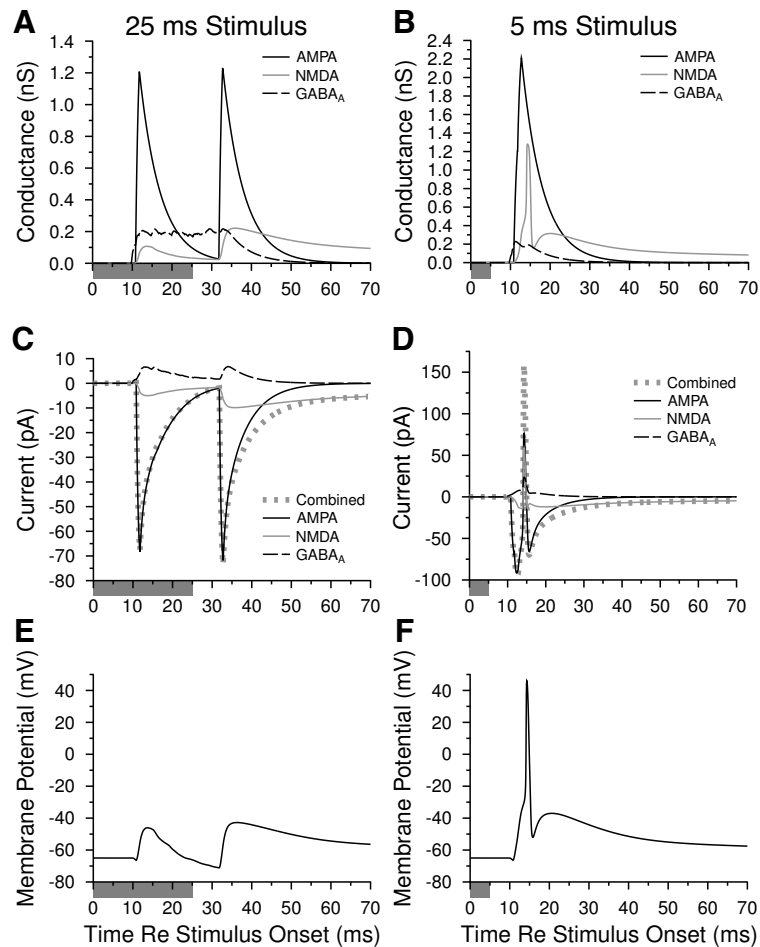 A 25 ms Stimulus
Conductance (nS)
1.4
1.2
1.0
0.8
0.6
0.4
0.2
0.0
AMPA
NMDA
GABAA
0 10 20 30 40 50 60 70
B 5 ms Stimulus
Conductance (nS)
2.4
2.2
2.0
1.8
1.6
1.4
1.2
1.0
0.8
0.6
0.4
0.2
0.0
AMPA
NMDA
GABAA
0 10 20 30 40 50 60 70
C
Current (pA)
10
0
-10
-20
-30
-40
-50
-60
-70
-80
Combined
AMPA
NMDA
GABAA
0 10 20 30 40 50 60 70
D
Current (pA)
150
100
50
0
-50
-100
Combined
AMPA
NMDA
GABAA
0 10 20 30 40 50 60 70
E
Membrane Potential (mV)
40
20
0
-20
-40
-60
-80
0 10 20 30 40 50 60 70
Time Re Stimulus Onset (ms)
F
Membrane Potential (mV)
40
20
0
-20
-40
-60
-80
0 10 20 30 40 50 60 70
Time Re Stimulus Onset (ms)